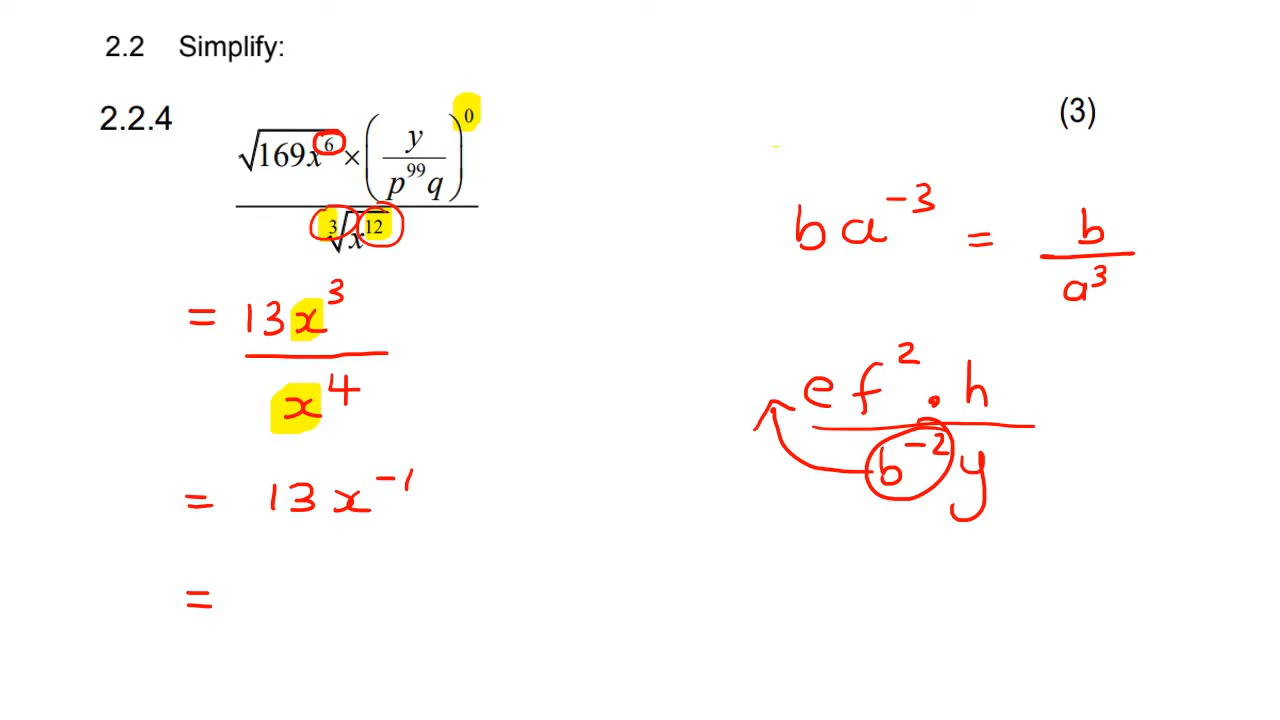 2.2 Simplify:
2.2.4 (3)
√169x⁶ × (y / p⁹⁹q)⁰
∛x¹²
= 13x³
x⁴
= 13x⁻¹
=
ba⁻³ = b / a³
ef² . h
b⁻²y